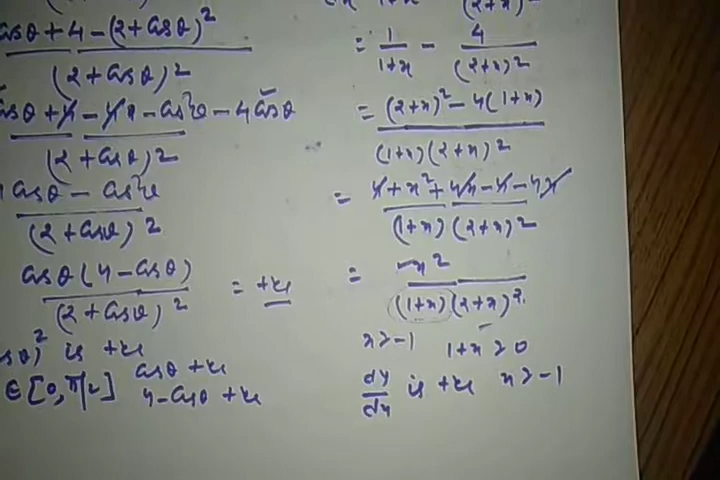 cosθ + 4 - (2+cosθ)²
(2+cosθ)²
cosθ + 4 - 4 - cos²θ - 4cosθ
(2+cosθ)²
cosθ - cos²θ
(2+cosθ)²
cosθ(4-cosθ)
(2+cosθ)²
= +ve
)² is +ve
∈[0,π/2] cosθ +ve
4-cosθ +ve
= 1/(1+x) - 4/(2+x)²
= (2+x)² - 4(1+x)
(1+x)(2+x)²
= 4+x²+4x-4-4x
(1+x)(2+x)²
= x²
(1+x)(2+x)²
x>-1 1+x>0
dy/dx is +ve x>-1